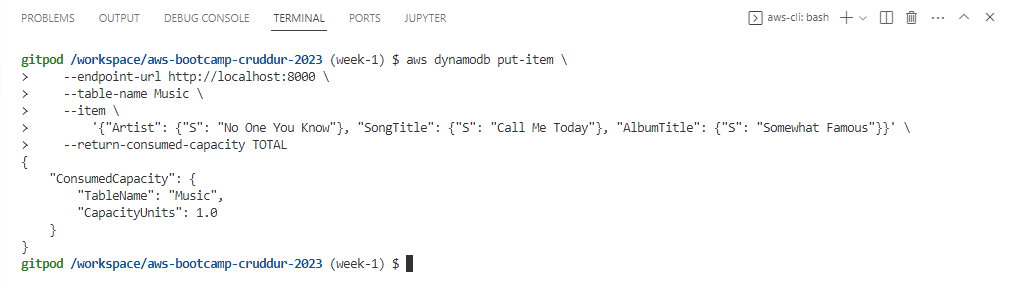 PROBLEMS OUTPUT DEBUG CONSOLE TERMINAL PORTS JUPYTER aws-cli: bash
gitpod /workspace/aws-bootcamp-cruddur-2023 (week-1) $ aws dynamodb put-item \
> --endpoint-url http://localhost:8000 \
> --table-name Music \
> --item \
> '{"Artist": {"S": "No One You Know"}, "SongTitle": {"S": "Call Me Today"}, "AlbumTitle": {"S": "Somewhat Famous"}}' \
> --return-consumed-capacity TOTAL
{
"ConsumedCapacity": {
"TableName": "Music",
"CapacityUnits": 1.0
}
}
gitpod /workspace/aws-bootcamp-cruddur-2023 (week-1) $